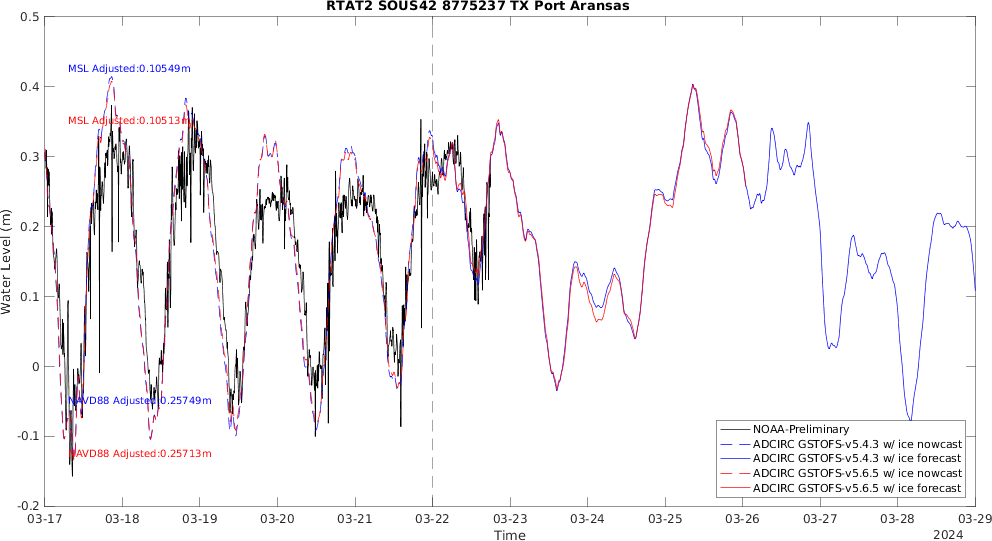 RTAT2 SOUS42 8775237 TX Port Aransas
0.5
0.4
0.3
0.2
0.1
0
-0.1
-0.2
Water Level (m)
MSL Adjusted:0.10549m
MSL Adjusted:0.10513m
NAVD88 Adjusted:0.25749m
NAVD88 Adjusted:0.25713m
NOAA-Preliminary
ADCIRC GSTOFS-v5.4.3 w/ ice nowcast
ADCIRC GSTOFS-v5.4.3 w/ ice forecast
ADCIRC GSTOFS-v5.6.5 w/ ice nowcast
ADCIRC GSTOFS-v5.6.5 w/ ice forecast
03-17 03-18 03-19 03-20 03-21 03-22 03-23 03-24 03-25 03-26 03-27 03-28 03-29
Time
2024